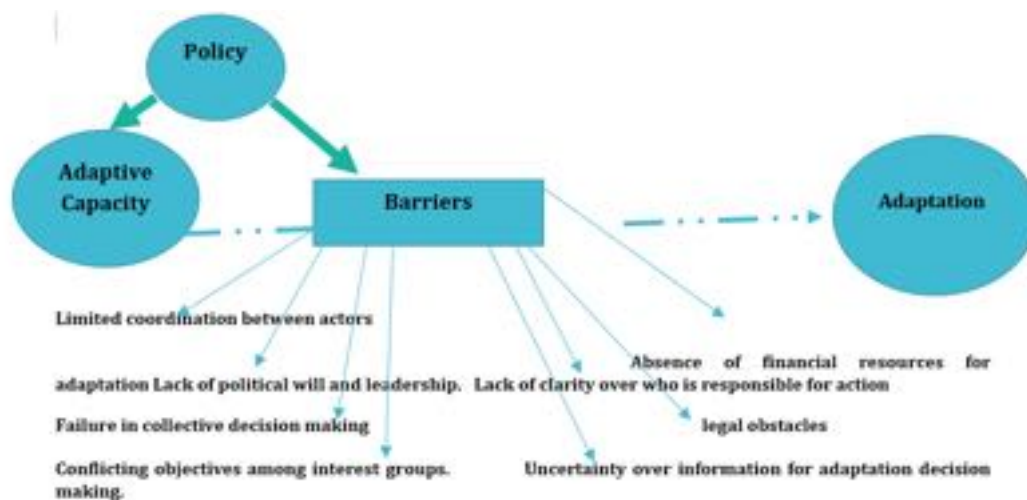 Policy
Adaptive
Capacity
Barriers
Adaptation
Limited coordination between actors
Absence of financial resources for
adaptation Lack of political will and leadership. Lack of clarity over who is responsible for action
Failure in collective decision making legal obstacles
Conflicting objectives among interest groups. Uncertainty over information for adaptation decision
making.